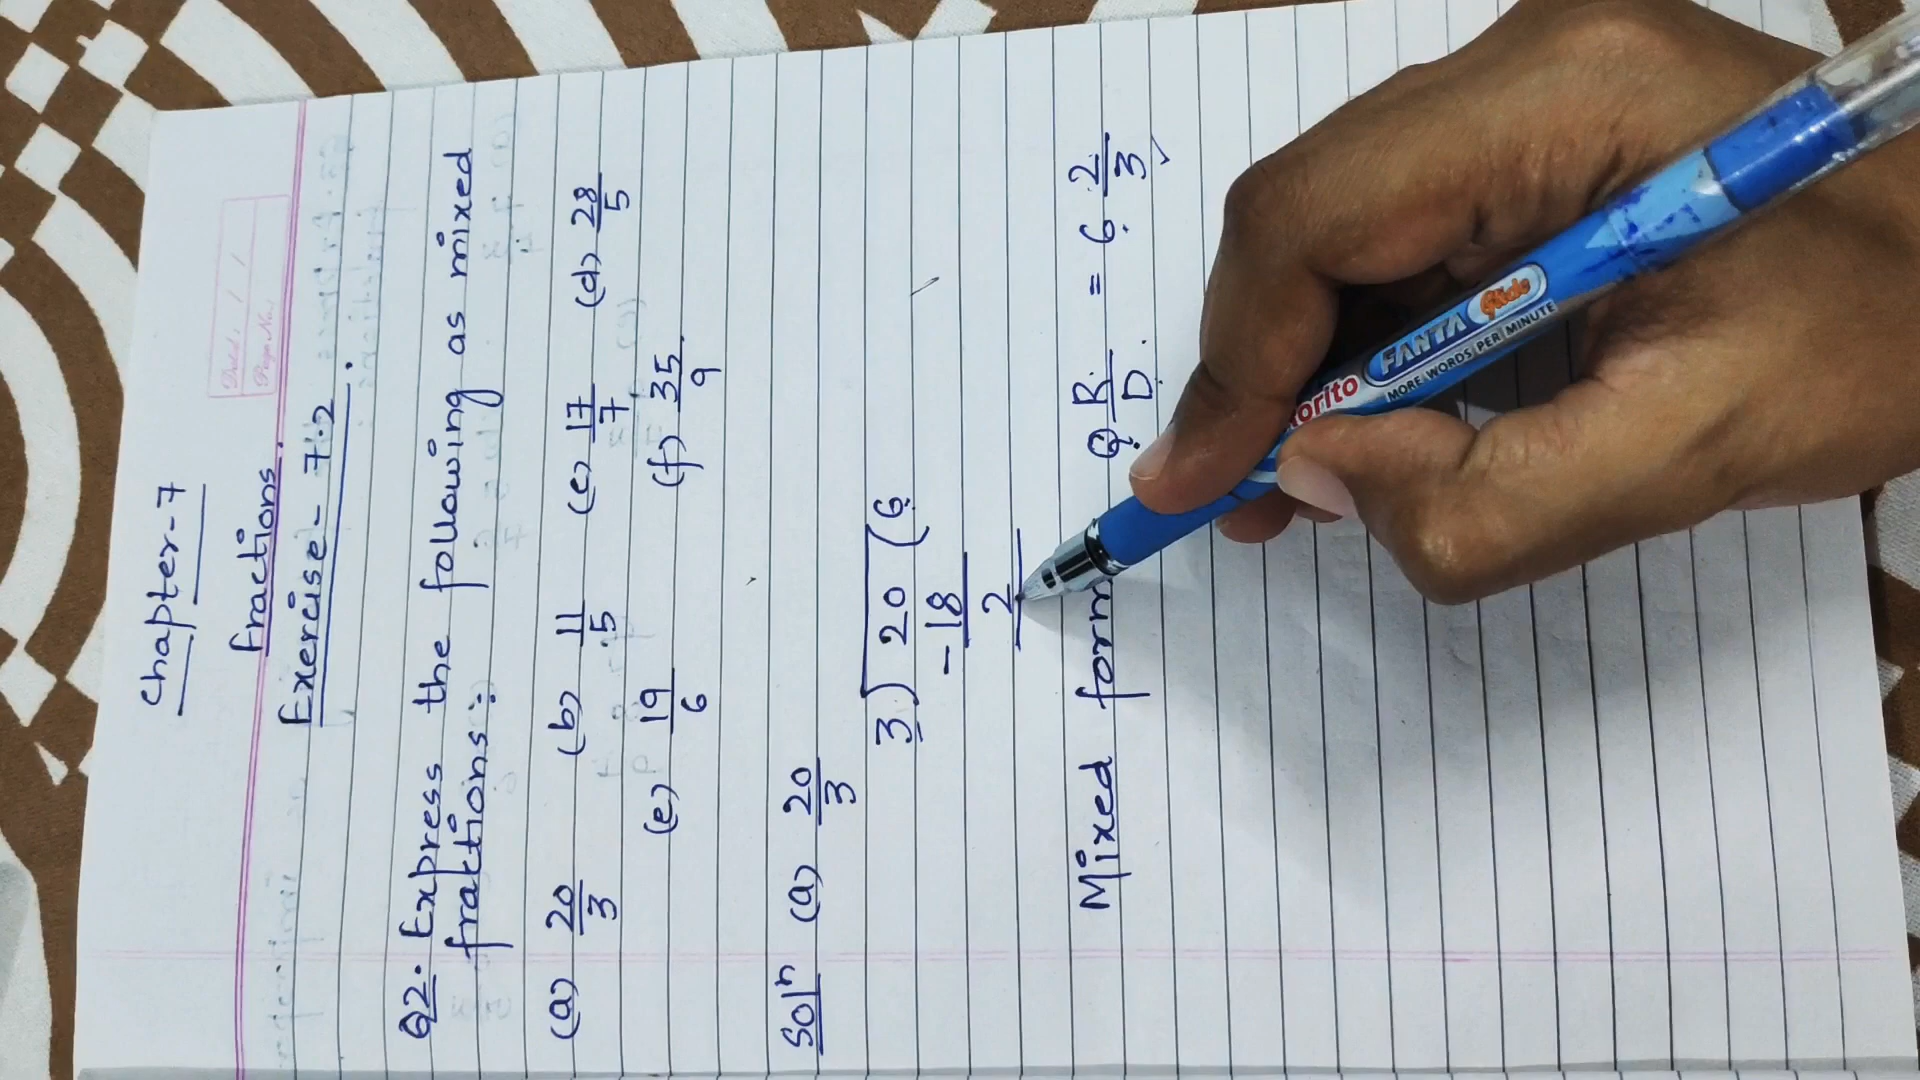 Chapter-7
Dated: / /
Page No.
fractions.
Exercise - 7.2.
Q2. Express the following as mixed
fractions:
(a) 20/3 (b) 11/5 (c) 17/7 (d) 28/5
(e) 19/6 (f) 35/9
Solⁿ (a) 20/3
3) 20 (6
-18
2
Mixed form Q R/D = 6 2/3 ✓
orito FANTA Glide
MORE WORDS PER MINUTE